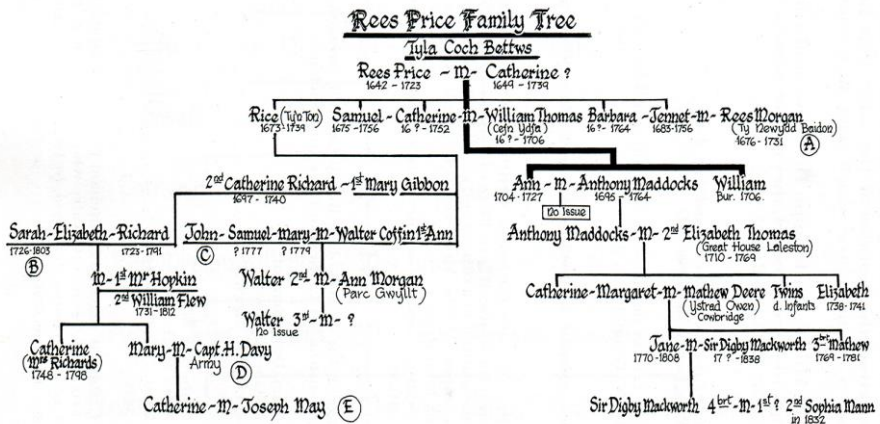 Rees Price Family Tree
Tyla Coch Bettws
Rees Price - m - Catherine ?
1642 - 1723 1649 - 1739
Rice (Ty'n Ton) Samuel - Catherine - m - William Thomas Barbara - Jennet - m - Rees Morgan
1673 - 1739 1675 - 1756 16 ? - 1752 (Cefn Ydfa) 16 ? - 1764 1683-1756 (Ty Newydd Baidon)
16 ? - 1706 1676 - 1731 A
2nd Catherine Richard - 1st Mary Gibbon Ann - m - Anthony Maddocks William
1697 - 1740 1704 - 1727 1695 - 1764 Bur. 1706.
No Issue
Sarah - Elizabeth - Richard John - Samuel - mary - m - Walter Coffin 1st Ann Anthony Maddocks - m - 2nd Elizabeth Thomas
1726-1803 1723 - 1791 C ? 1777 ? 1779 (Great House Laleston)
B 1710 - 1769
m - 1st Mr Hopkin Walter 2nd - m - Ann Morgan
2nd William Flew (Parc Gwyllt) Catherine - Margaret - m - Mathew Deere Twins Elizabeth
1731 - 1812 (Ystrad Owen) d. Infants 1738 - 1741
Walter 3rd - m - ? Cowbridge
No Issue
Catherine Mary - m - Capt. H. Davy Jane - m - Sir Digby Mackworth 3brt Mathew
(Mrs Richards) Army 1770 - 1808 17 ? - 1838 1769 - 1781
1748 - 1798 D
Catherine - m - Joseph May E Sir Digby Mackworth 4brt - m - 1st ? 2nd Sophia Mann
in 1832